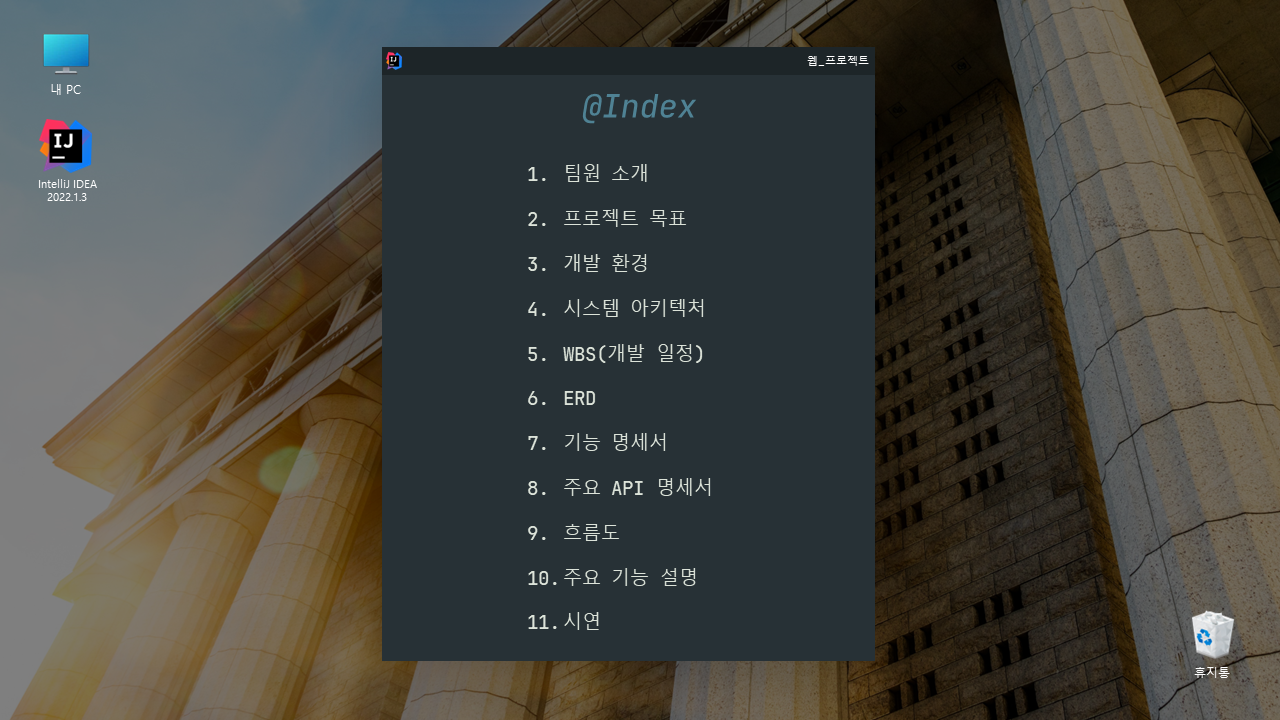 내 PC
IJ
IntelliJ IDEA
2022.1.3
웹_프로젝트
@Index
1. 팀원 소개
2. 프로젝트 목표
3. 개발 환경
4. 시스템 아키텍처
5. WBS(개발 일정)
6. ERD
7. 기능 명세서
8. 주요 API 명세서
9. 흐름도
10. 주요 기능 설명
11. 시연
휴지통